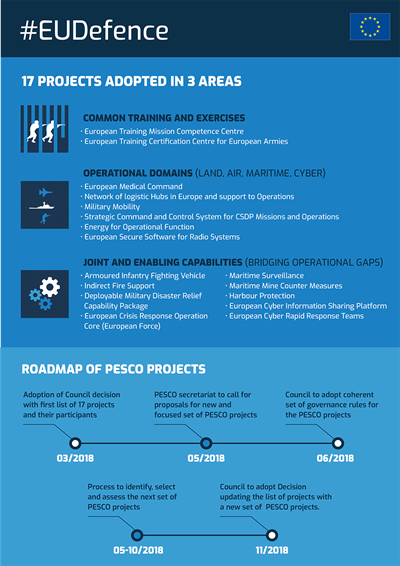 #EUDefence
17 PROJECTS ADOPTED IN 3 AREAS
COMMON TRAINING AND EXERCISES
· European Training Mission Competence Centre
· European Training Certification Centre for European Armies
OPERATIONAL DOMAINS (LAND, AIR, MARITIME, CYBER)
· European Medical Command
· Network of logistic Hubs in Europe and support to Operations
· Military Mobility
· Strategic Command and Control System for CSDP Missions and Operations
· Energy for Operational Function
· European Secure Software for Radio Systems
JOINT AND ENABLING CAPABILITIES (BRIDGING OPERATIONAL GAPS)
· Armoured Infantry Fighting Vehicle
· Indirect Fire Support
· Deployable Military Disaster Relief
Capability Package
· European Crisis Response Operation
Core (European Force)
· Maritime Surveillance
· Maritime Mine Counter Measures
· Harbour Protection
· European Cyber Information Sharing Platform
· European Cyber Rapid Response Teams
ROADMAP OF PESCO PROJECTS
Adoption of Council decision
with first list of 17 projects
and their participants
03/2018
PESCO secretariat to call for
proposals for new and
focused set of PESCO projects
05/2018
Council to adopt coherent
set of governance rules for
the PESCO projects
06/2018
Process to identify, select
and assess the next set of
PESCO projects
05-10/2018
Council to adopt Decision
updating the list of projects with
a new set of PESCO projects.
11/2018